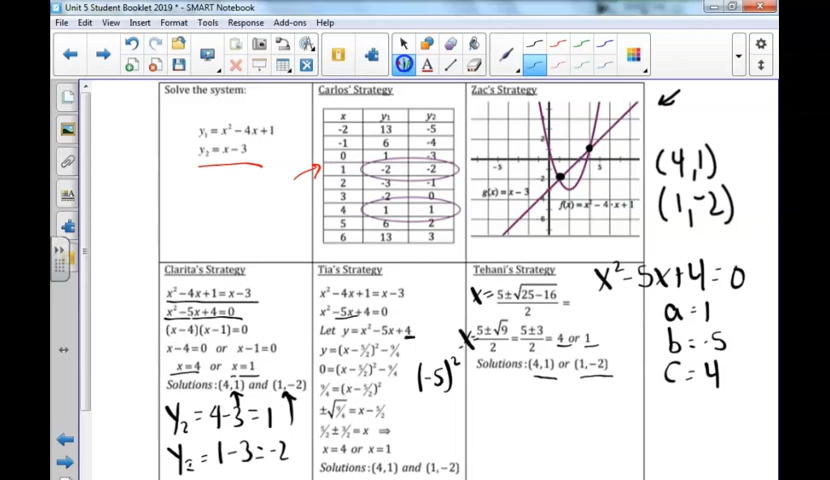 Unit 5 Student Booklet 2019 * - SMART Notebook
File Edit View Insert Format Tools Response Add-ons Help
Solve the system:
y₁ = x² − 4x + 1
y₂ = x − 3
Carlos' Strategy
x y₁ y₂
-2 13 -5
-1 6 -4
0 1 -3
1 -2 -2
2 -3 -1
3 -2 0
4 1 1
5 6 2
6 13 3
Zac's Strategy
-5 5
g(x) = x − 3
f(x) = x² − 4·x + 1
(4,1)
(1,-2)
Clarita's Strategy
x² − 4x + 1 = x − 3
x² − 5x + 4 = 0
(x − 4)(x − 1) = 0
x − 4 = 0 or x − 1 = 0
x = 4 or x = 1
Solutions: (4,1) and (1,−2)
y₂ = 4-3 = 1
y₂ = 1-3 = -2
Tia's Strategy
x² − 4x + 1 = x − 3
x² − 5x + 4 = 0
Let y = x² − 5x + 4
y = (x − 5/2)² − 9/4
0 = (x − 5/2)² − 9/4
9/4 = (x − 5/2)²
±√9/4 = x − 5/2
5/2 ± 3/2 = x ⇒
x = 4 or x = 1
Solutions: (4,1) and (1,−2)
(-5)²
Tehani's Strategy
x = 5±√25−16 / 2 =
x = 5±√9 / 2 = 5±3 / 2 = 4 or 1
Solutions: (4,1) or (1,−2)
x² - 5x + 4 = 0
a = 1
b = -5
c = 4